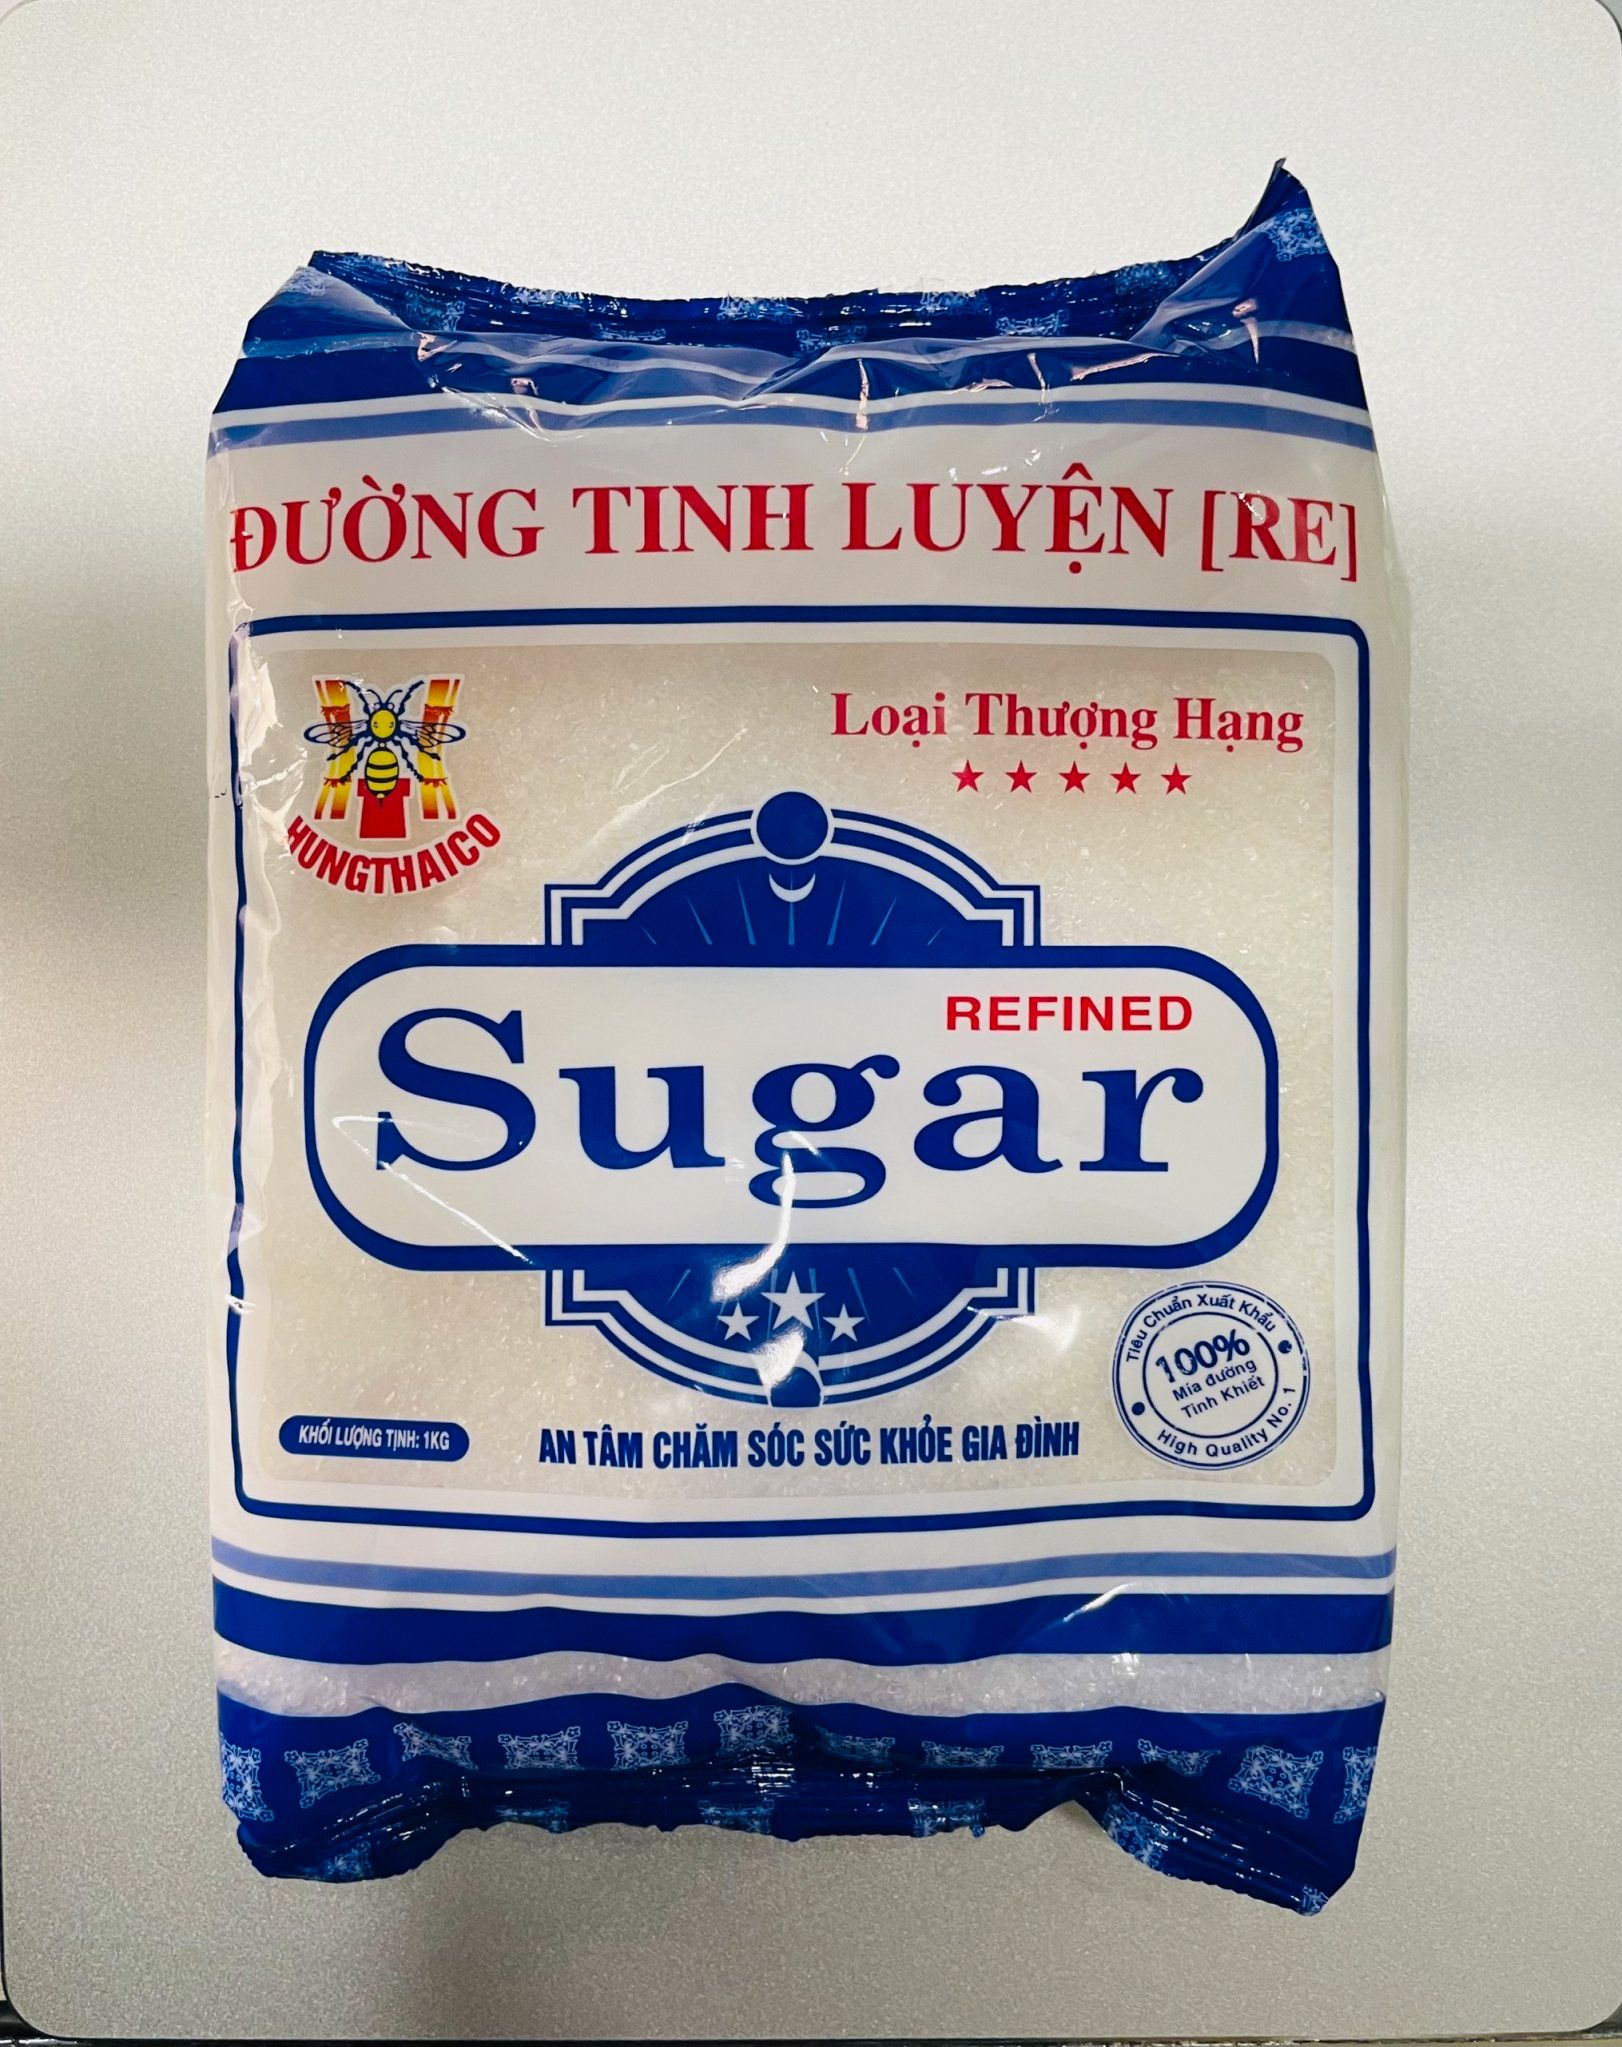 ĐƯỜNG TINH LUYỆN [RE]
HUNGTHAICO
Loại Thượng Hạng
REFINED
Sugar
Tiêu Chuẩn Xuất Khẩu
100%
Mía đường
Tinh Khiết
High Quality No. 1
KHỐI LƯỢNG TỊNH: 1KG
AN TÂM CHĂM SÓC SỨC KHỎE GIA ĐÌNH